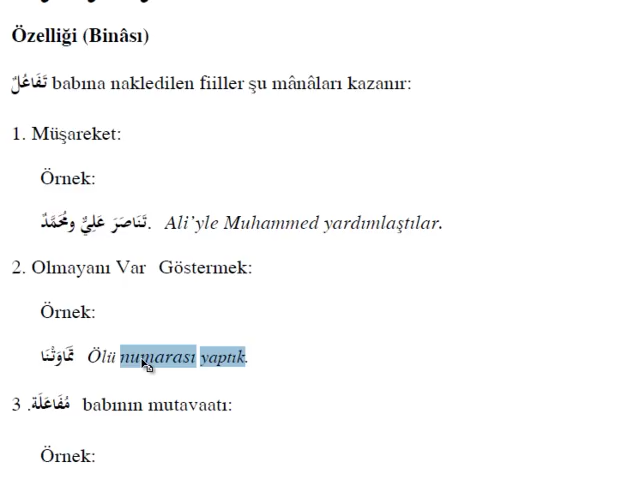 Özelliği (Binâsı)
تَفَاعُلٌ babına nakledilen fiiller şu mânâları kazanır:
1. Müşareket:
Örnek:
تَنَاصَرَ عَلِيٌّ ومُحَمَّدٌ. Ali’yle Muhammed yardımlaştılar.
2. Olmayanı Var Göstermek:
Örnek:
تَمَاوَتْنَا Ölü numarası yaptık.
3 .مُفَاعَلَة babının mutavaatı:
Örnek: